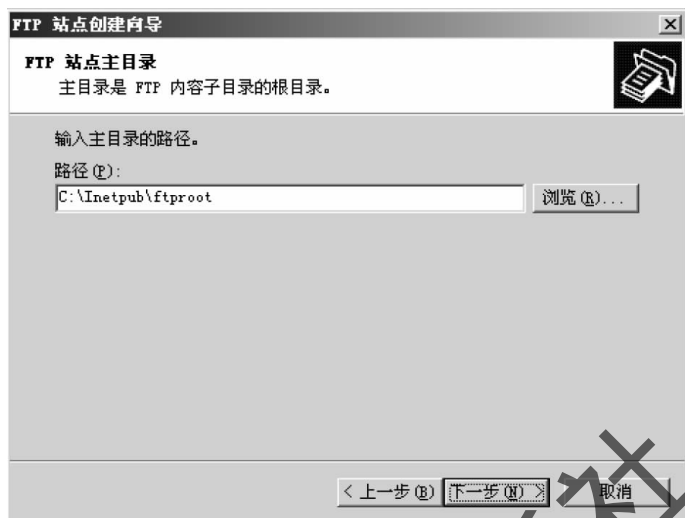 FTP 站点创建向导
FTP 站点主目录
主目录是 FTP 内容子目录的根目录。
输入主目录的路径。
路径(P):
C:\Inetpub\ftproot
浏览(R)...
< 上一步(B) 下一步(N) > 取消